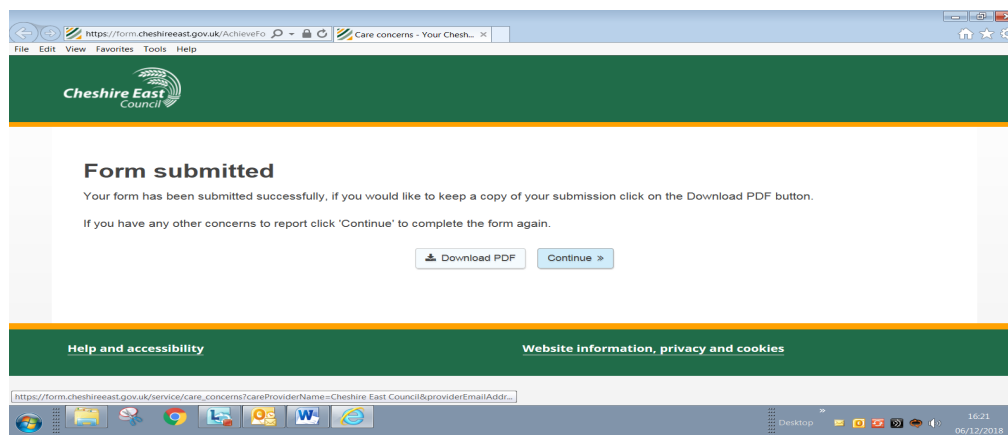 https://form.cheshireeast.gov.uk/AchieveFo
Care concerns - Your Chesh...
File Edit View Favorites Tools Help
Cheshire East
Council
Form submitted
Your form has been submitted successfully, if you would like to keep a copy of your submission click on the Download PDF button.
If you have any other concerns to report click 'Continue' to complete the form again.
Download PDF Continue »
Help and accessibility Website information, privacy and cookies
https://form.cheshireeast.gov.uk/service/care_concerns?careProviderName=Cheshire East Council&providerEmailAddr...
Desktop » 16:21
06/12/2018